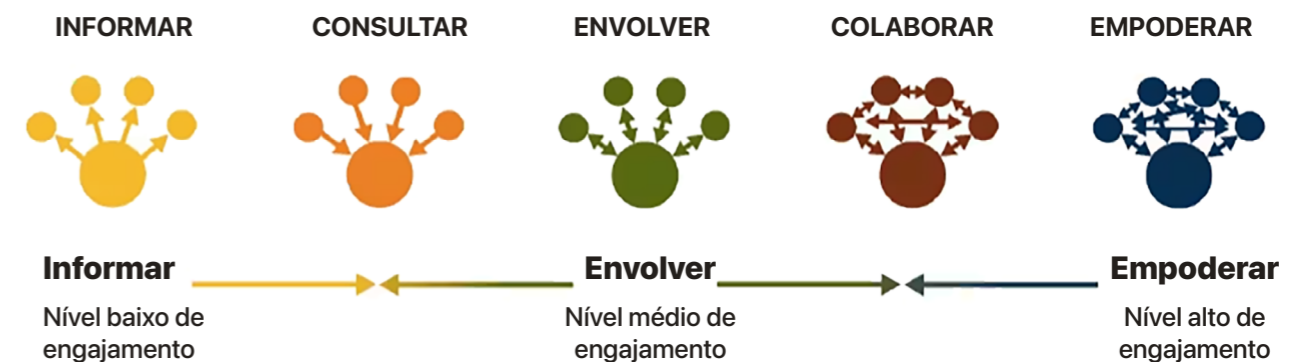 INFORMAR CONSULTAR ENVOLVER COLABORAR EMPODERAR
Informar Envolver Empoderar
Nível baixo de Nível médio de Nível alto de
engajamento engajamento engajamento